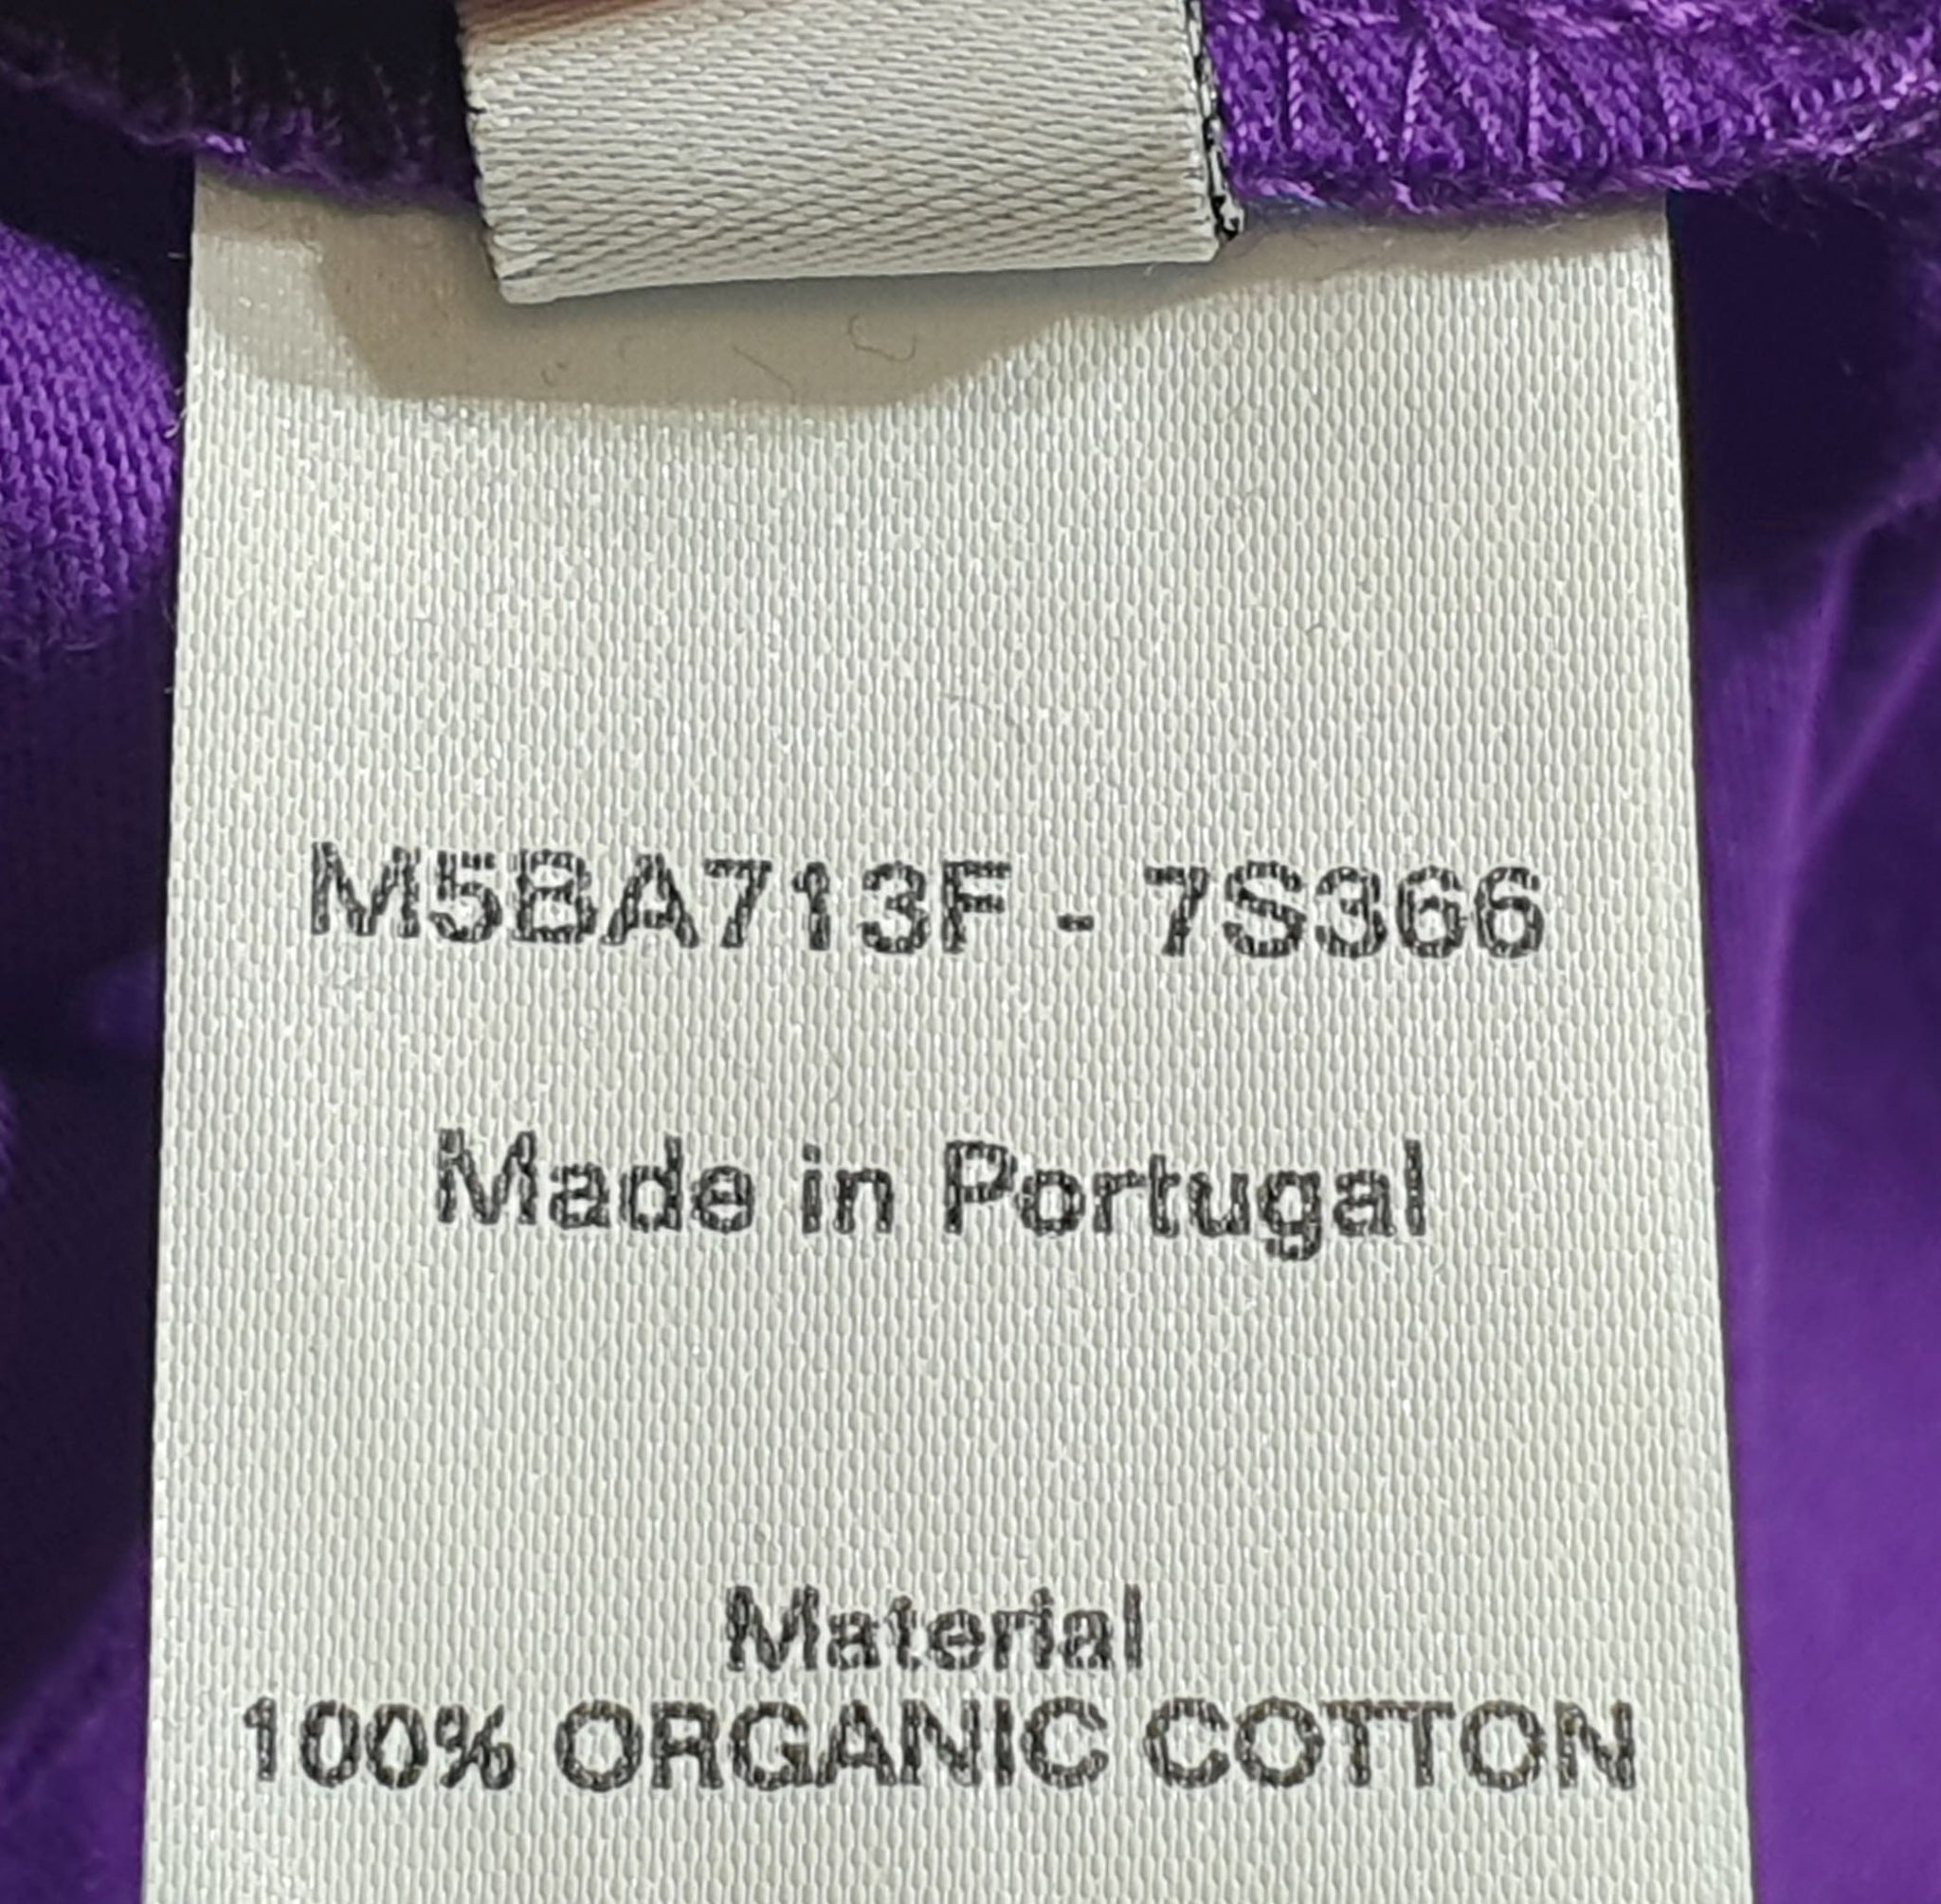 M5BA713F - 7S366
Made in Portugal
Material
100% ORGANIC COTTON